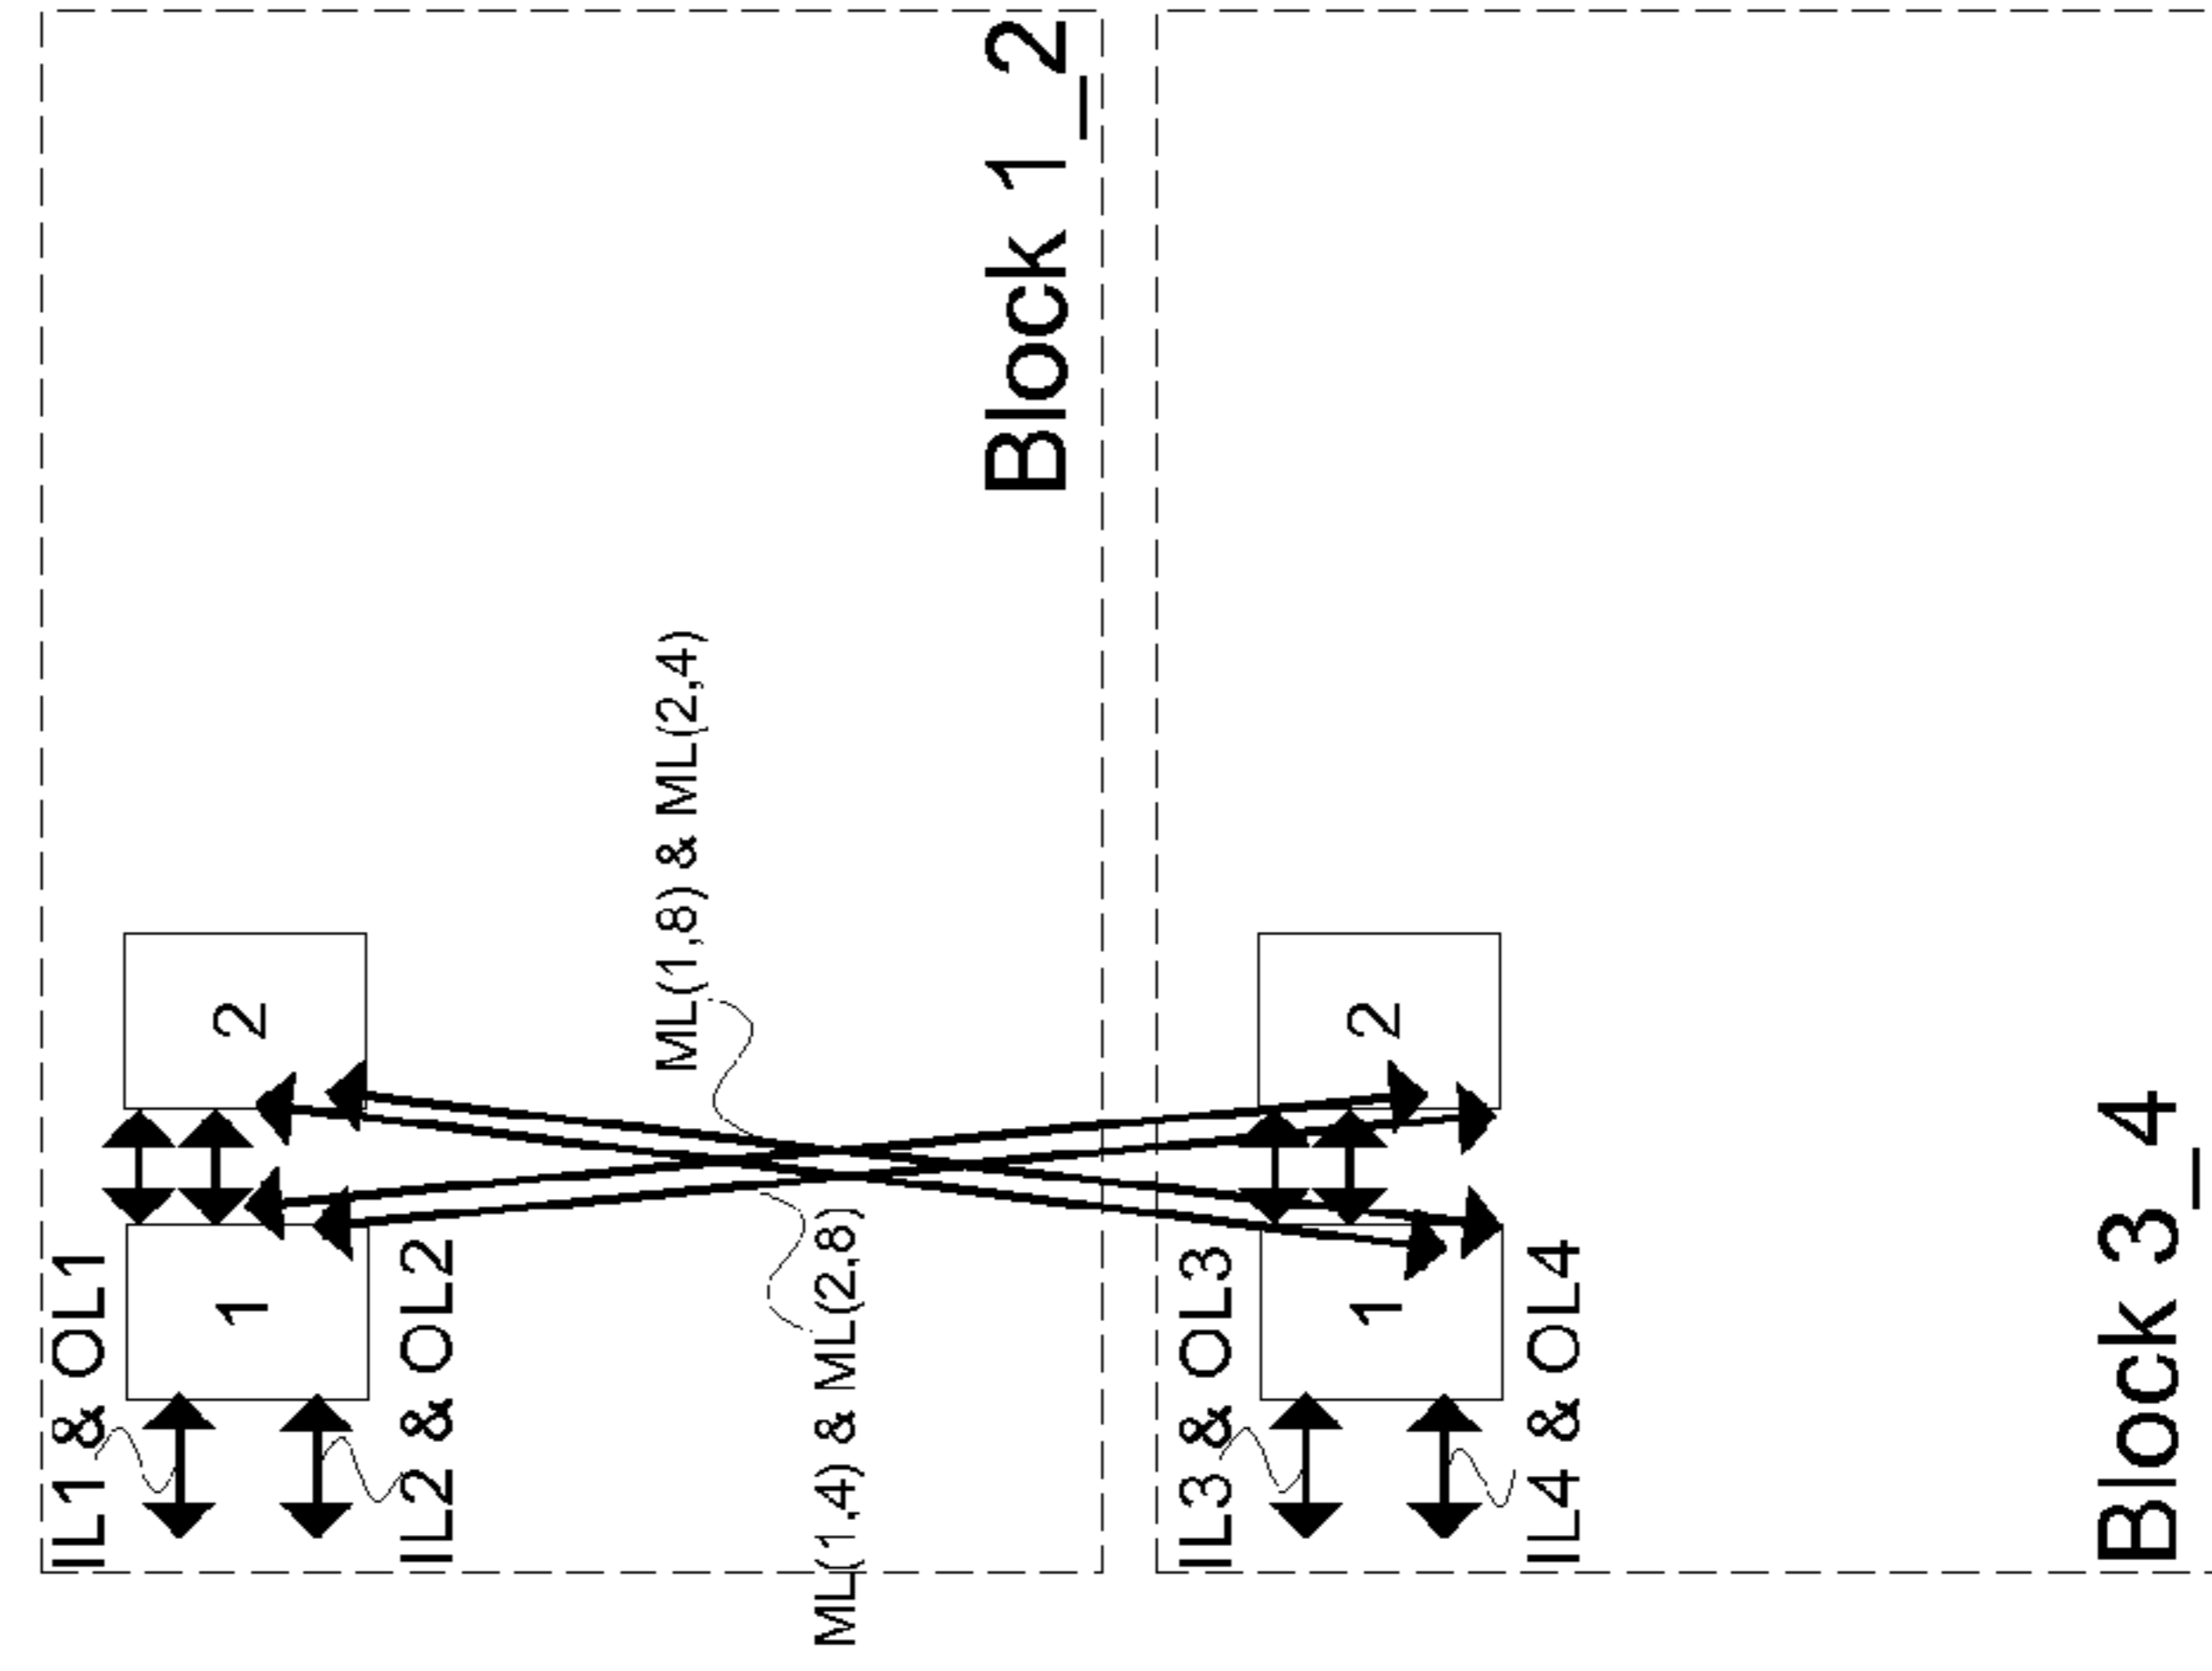 IL1 & OL1
1
2
IL2 & OL2
ML(1,8) & ML(2,4)
ML(1,4) & ML(2,8)
Block 1_2
IL3 & OL3
1
2
IL4 & OL4
Block 3_4